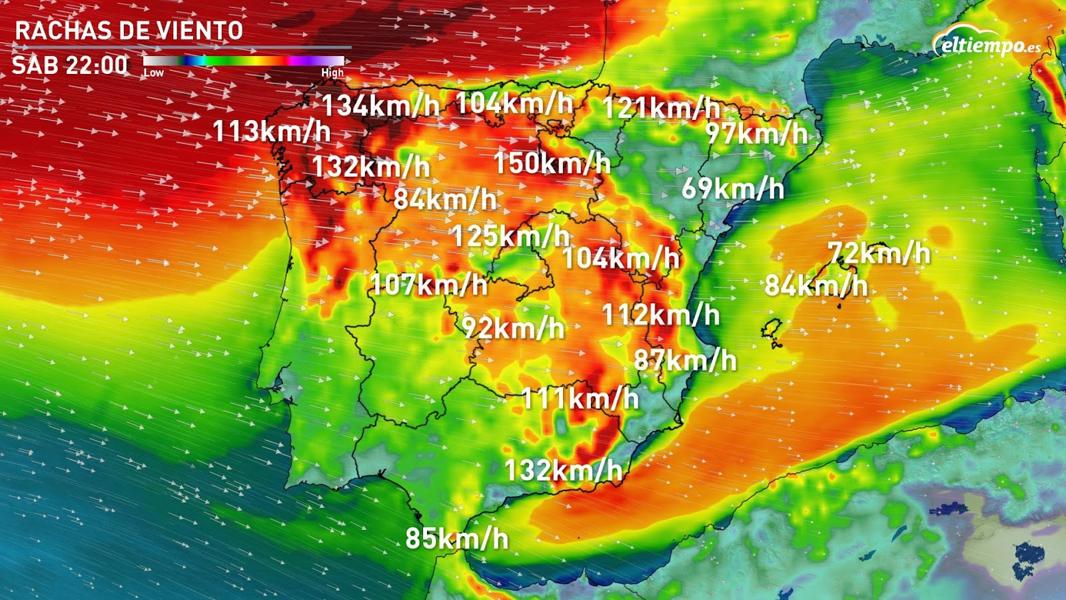 RACHAS DE VIENTO
SAB 22:00
Low High
eltiempo.es
134km/h 104km/h 121km/h
113km/h 97km/h
132km/h 150km/h
84km/h 69km/h
125km/h
104km/h 72km/h
107km/h 84km/h
92km/h 112km/h
87km/h
111km/h
132km/h
85km/h